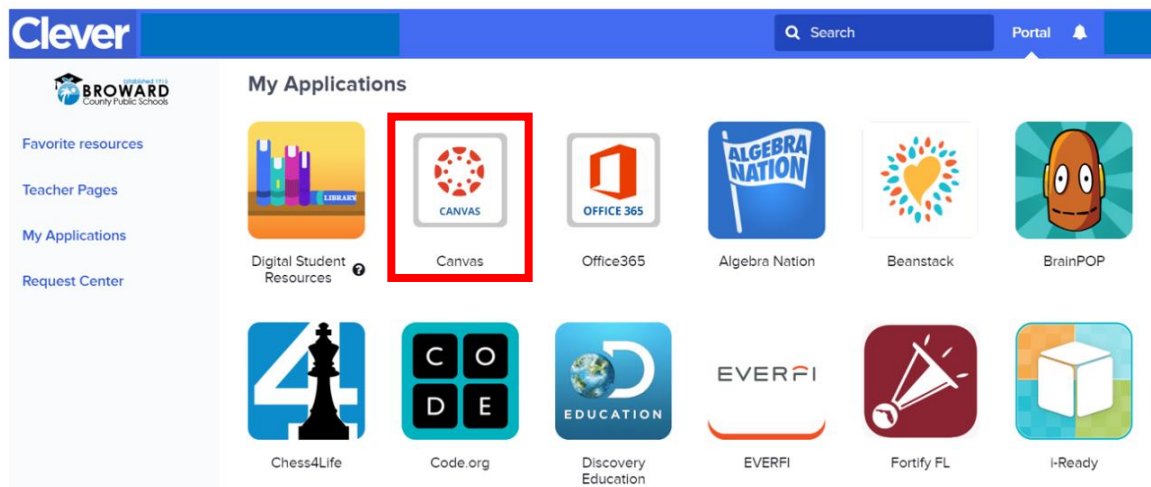 Clever
Search
Portal
Established 1915
BROWARD
County Public Schools
Favorite resources
Teacher Pages
My Applications
Request Center
My Applications
LIBRARY
CANVAS
OFFICE 365
ALGEBRA
NATION
Digital Student
Resources
?
Canvas
Office365
Algebra Nation
Beanstack
BrainPOP
4
C O
D E
EDUCATION
EVERFI
Chess4Life
Code.org
Discovery
Education
EVERFI
Fortify FL
i-Ready